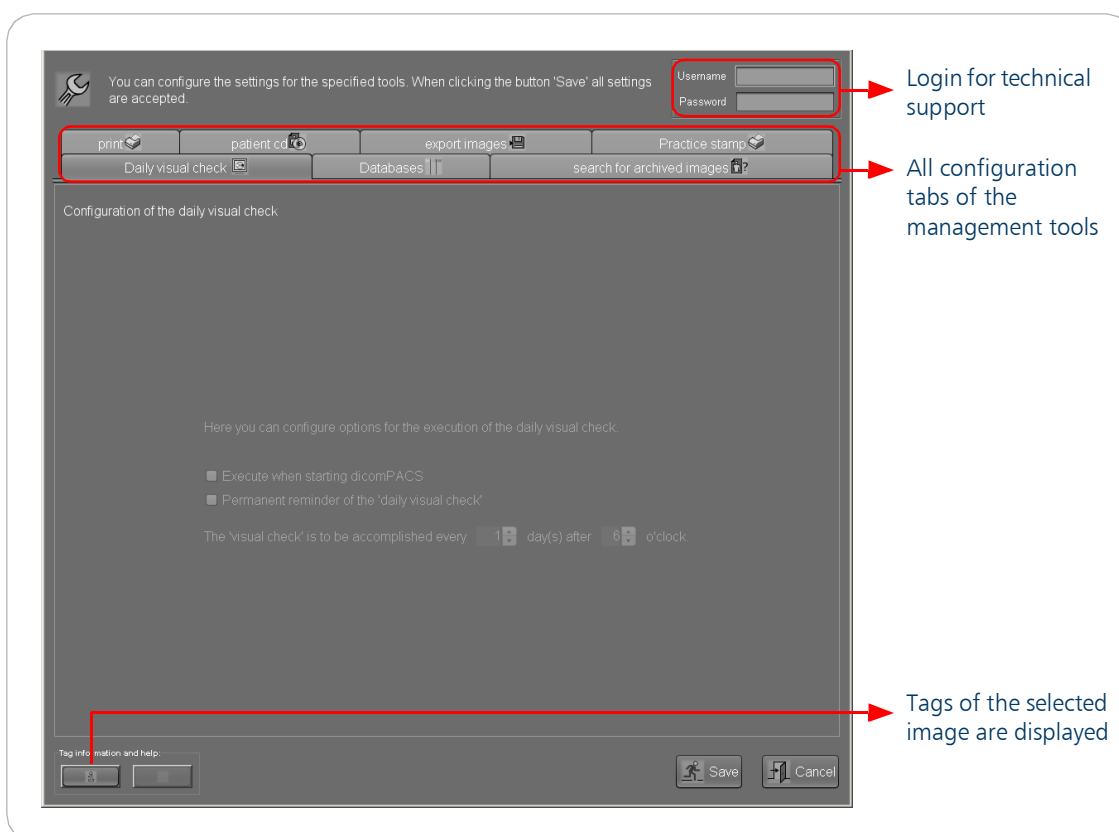 You can configure the settings for the specified tools. When clicking the button 'Save' all settings
are accepted.
Username
Password
Login for technical
support
print
patient cd
export images
Practice stamp
Daily visual check
Databases
search for archived images
All configuration
tabs of the
management tools
Configuration of the daily visual check
Here you can configure options for the execution of the daily visual check.
Execute when starting dicomPACS
Permanent reminder of the 'daily visual check'
The 'visual check' is to be accomplished every 1 day(s) after 6 o'clock.
Tags of the selected
image are displayed
Tag information and help:
Save
Cancel